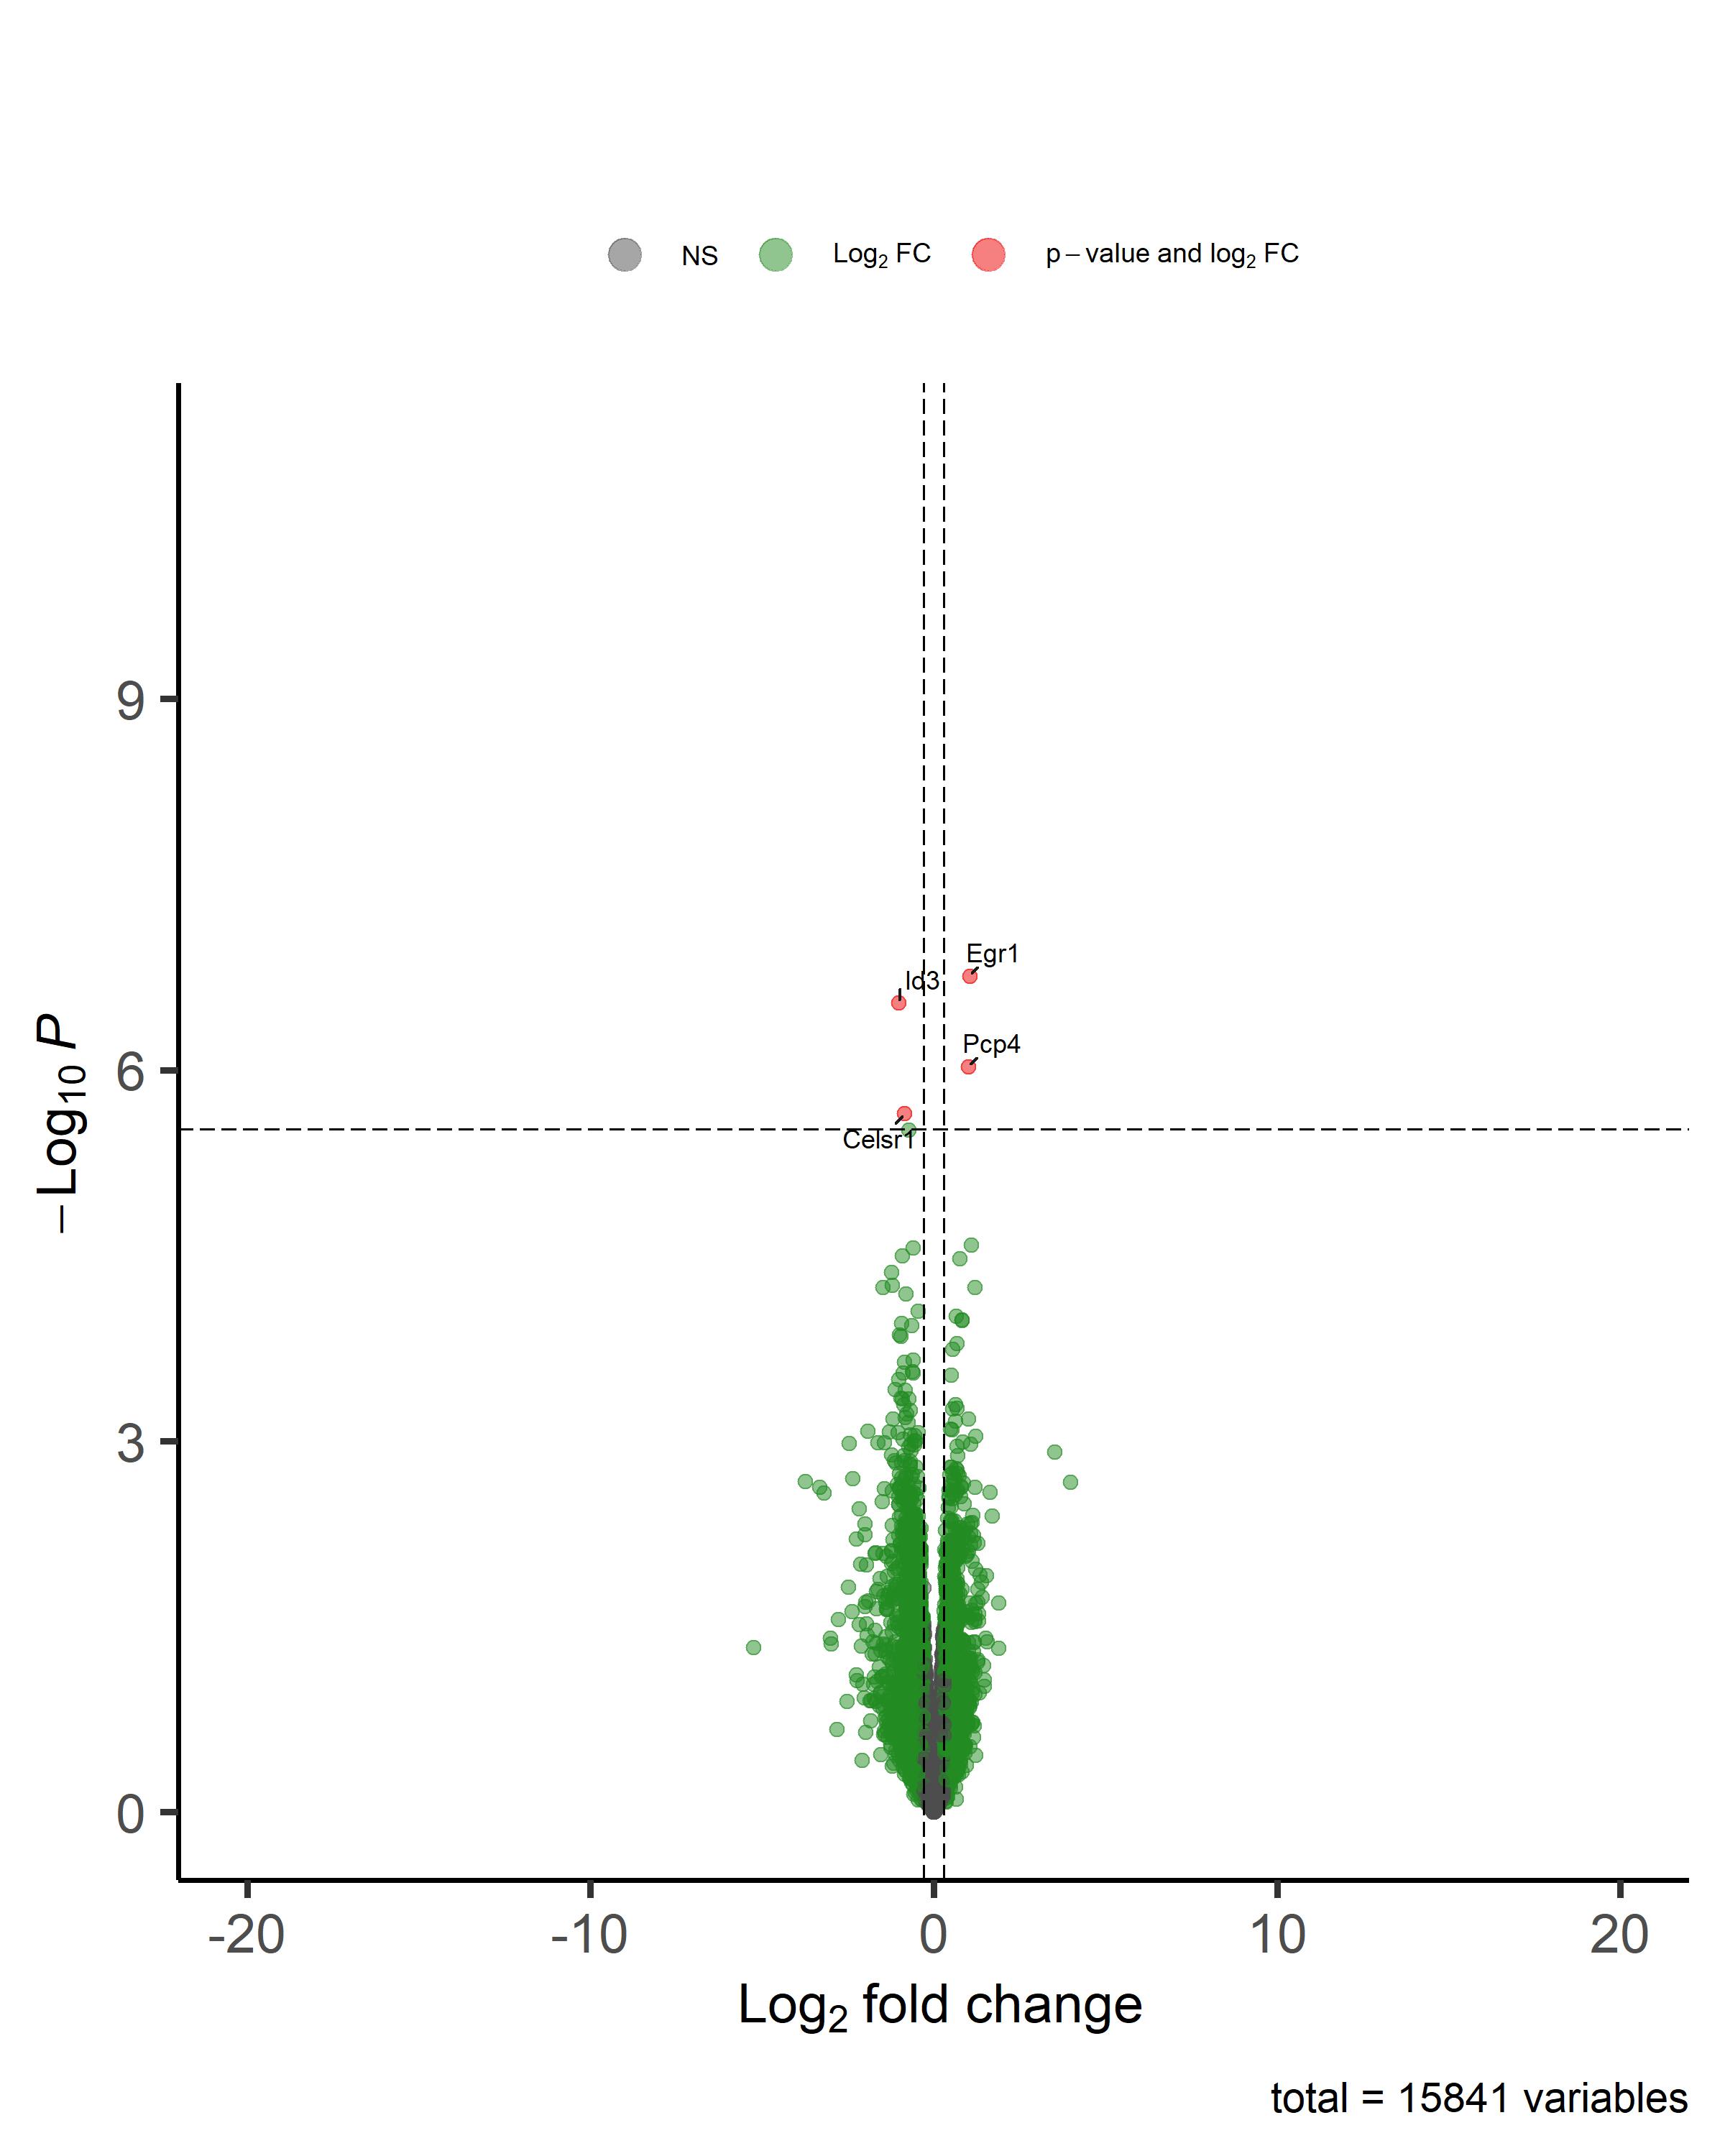 NS Log₂ FC p – value and log₂ FC
9
Egr1
Id3
Pcp4
6
Celsr1
– Log₁₀ P
3
0
-20 -10 0 10 20
Log₂ fold change
total = 15841 variables